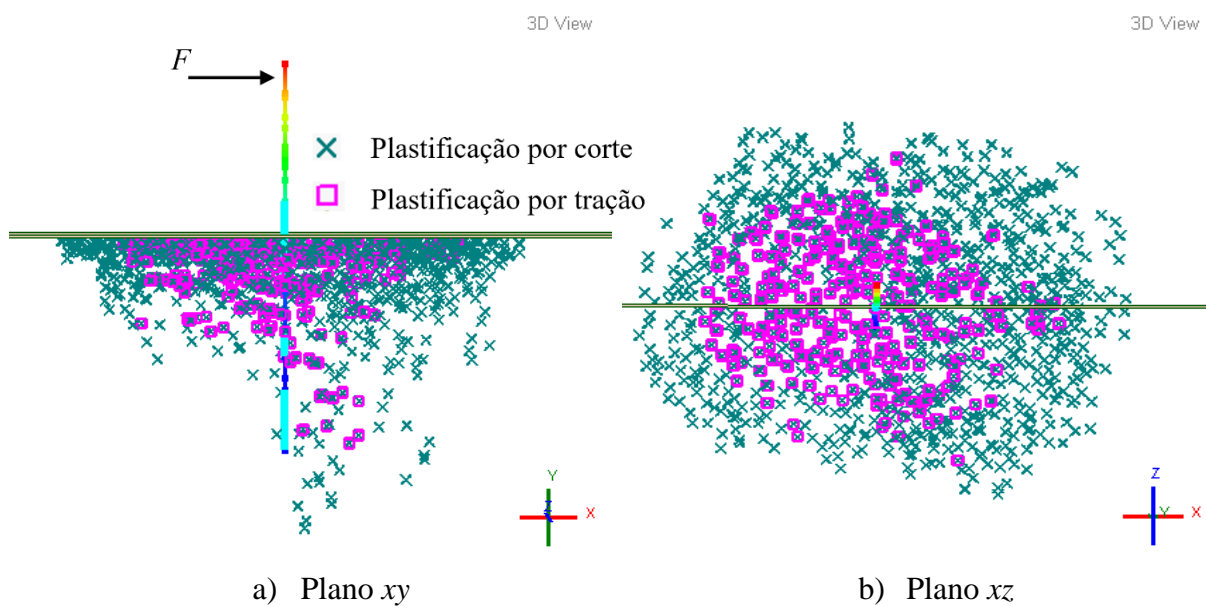 3D View
3D View
F
Plastificação por corte
Plastificação por tração
Y
Z
X
Z
Y
X
a) Plano xy
b) Plano xz